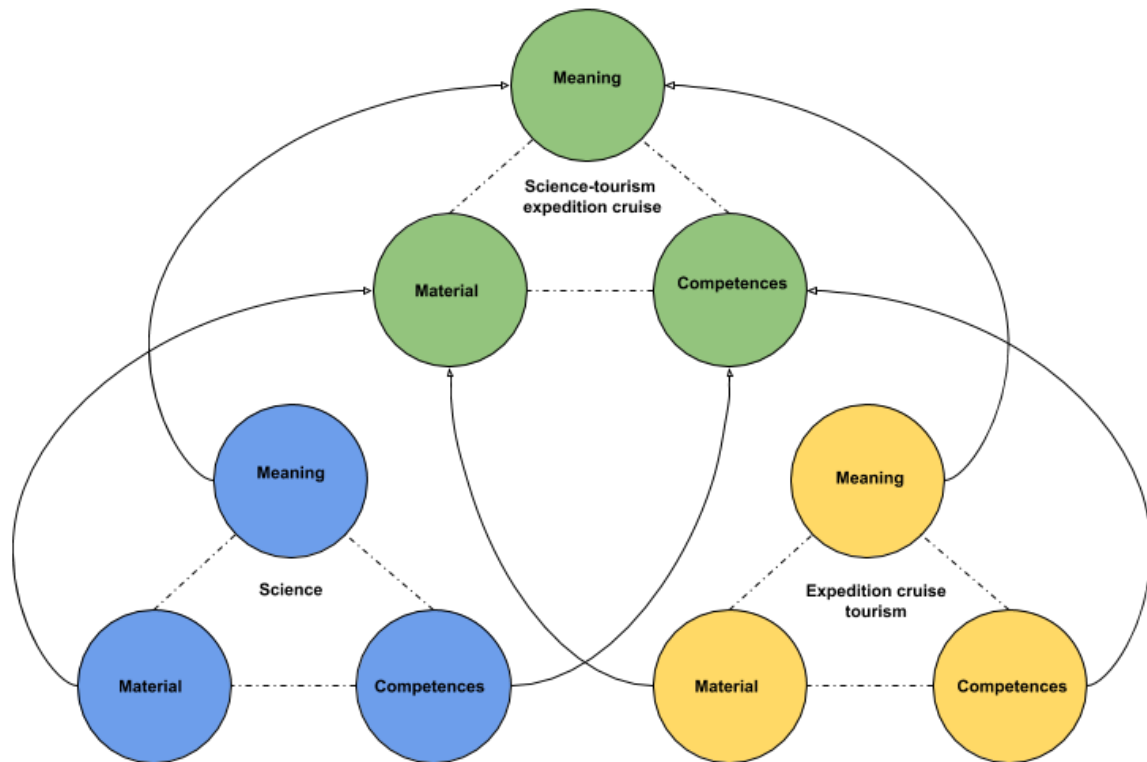 Meaning
Science-tourism
expedition cruise
Material
Competences
Meaning
Science
Material
Competences
Meaning
Expedition cruise
tourism
Material
Competences